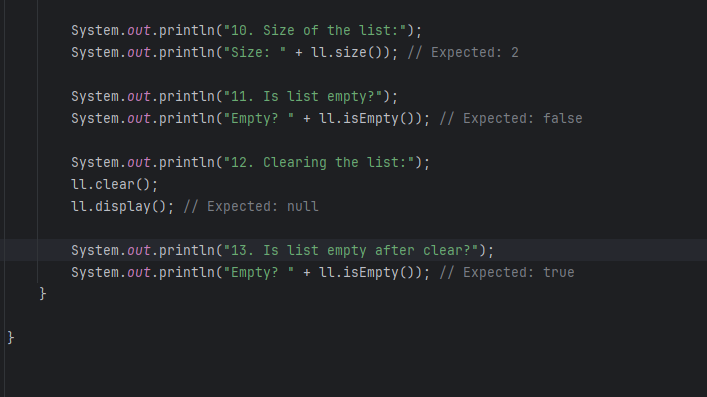 System.out.println("10. Size of the list:");
System.out.println("Size: " + ll.size()); // Expected: 2
System.out.println("11. Is list empty?");
System.out.println("Empty? " + ll.isEmpty()); // Expected: false
System.out.println("12. Clearing the list:");
ll.clear();
ll.display(); // Expected: null
System.out.println("13. Is list empty after clear?");
System.out.println("Empty? " + ll.isEmpty()); // Expected: true
}
}